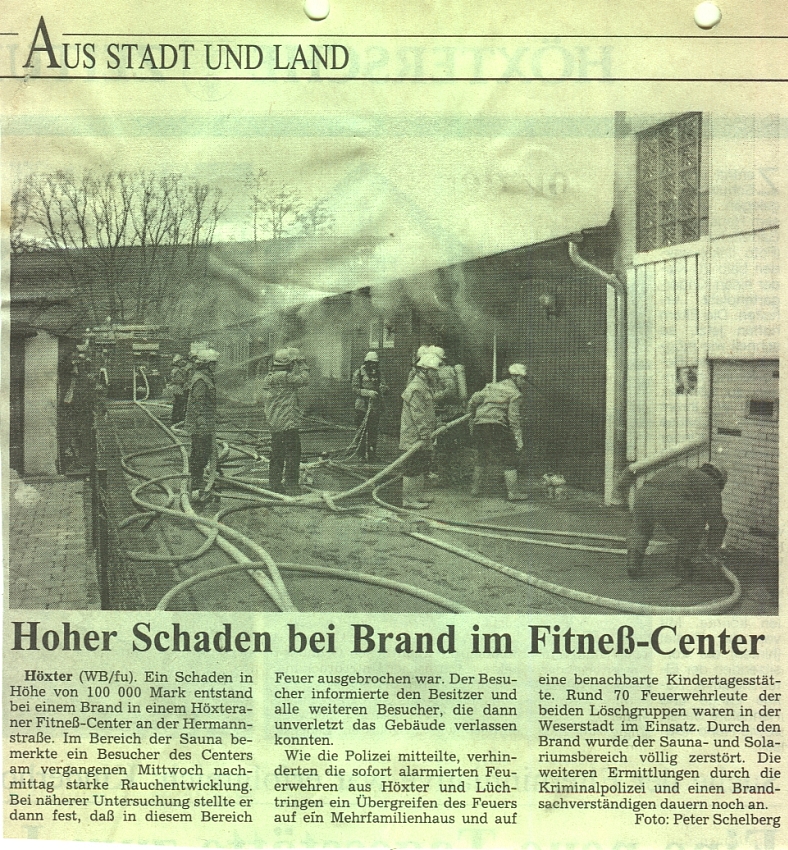 AUS STADT UND LAND
Hoher Schaden bei Brand im Fitneß-Center
Höxter (WB/fu). Ein Schaden in
Höhe von 100 000 Mark entstand
bei einem Brand in einem Höxtera-
ner Fitneß-Center an der Hermann-
straße. Im Bereich der Sauna be-
merkte ein Besucher des Centers
am vergangenen Mittwoch nach-
mittag starke Rauchentwicklung.
Bei näherer Untersuchung stellte er
dann fest, daß in diesem Bereich
Feuer ausgebrochen war. Der Besu-
cher informierte den Besitzer und
alle weiteren Besucher, die dann
unverletzt das Gebäude verlassen
konnten.
Wie die Polizei mitteilte, verhin-
derten die sofort alarmierten Feu-
erwehren aus Höxter und Lüch-
tringen ein Übergreifen des Feuers
auf ein Mehrfamilienhaus und auf
eine benachbarte Kindertagesstät-
te. Rund 70 Feuerwehrleute der
beiden Löschgruppen waren in der
Weserstadt im Einsatz. Durch den
Brand wurde der Sauna- und Sola-
riumsbereich völlig zerstört. Die
weiteren Ermittlungen durch die
Kriminalpolizei und einen Brand-
sachverständigen dauern noch an.
Foto: Peter Schelberg